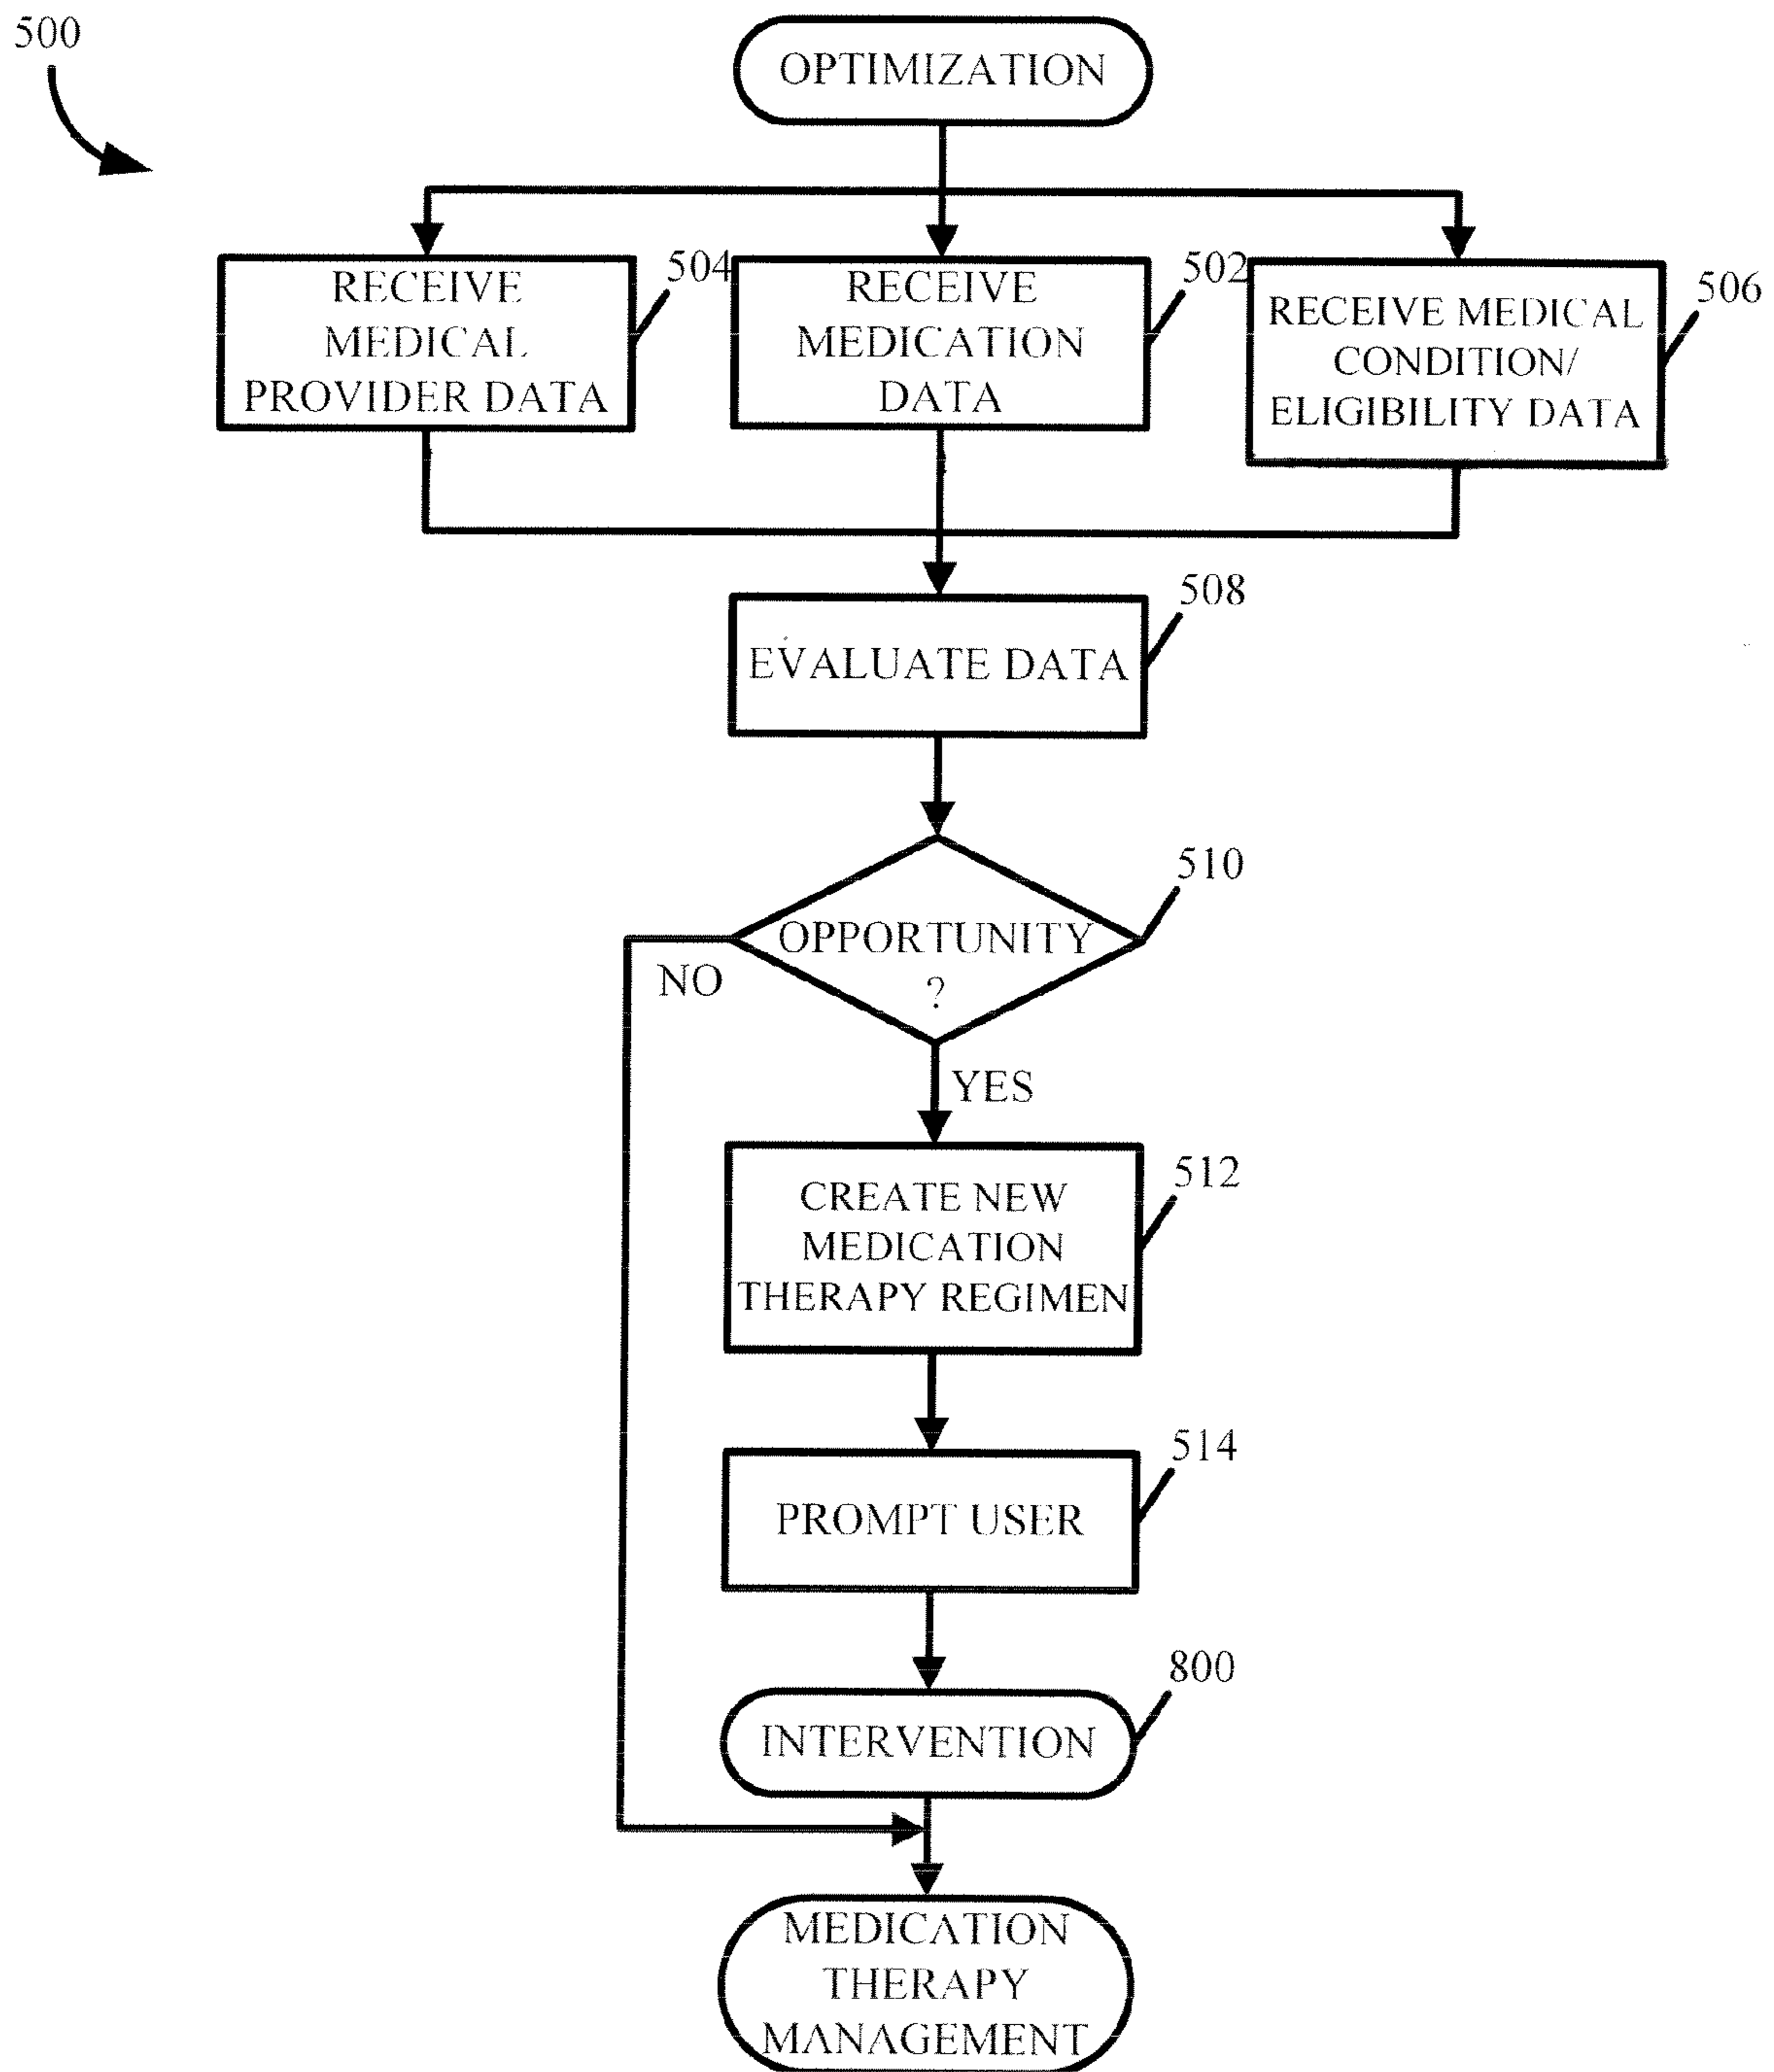 500
OPTIMIZATION
RECEIVE
MEDICAL
PROVIDER DATA
504
RECEIVE
MEDICATION
DATA
502
RECEIVE MEDICAL
CONDITION/
ELIGIBILITY DATA
506
EVALUATE DATA
508
OPPORTUNITY
?
510
NO
YES
CREATE NEW
MEDICATION
THERAPY REGIMEN
512
PROMPT USER
514
INTERVENTION
800
MEDICATION
THERAPY
MANAGEMENT